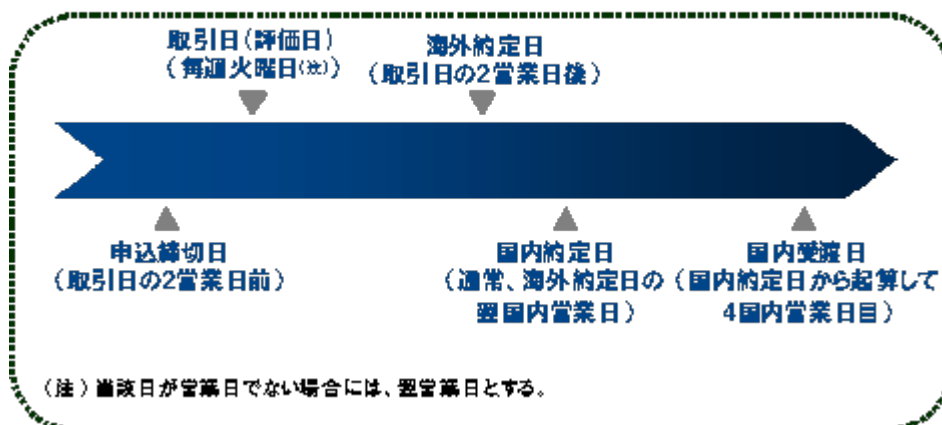 取引日(評価日)
(毎週火曜日(注))
海外約定日
(取引日の2営業日後)
申込締切日
(取引日の2営業日前)
国内約定日
(通常、海外約定日の
翌国内営業日)
国内受渡日
(国内約定日から起算して
4国内営業日目)
(注)当該日が営業日でない場合には、翌営業日とする。